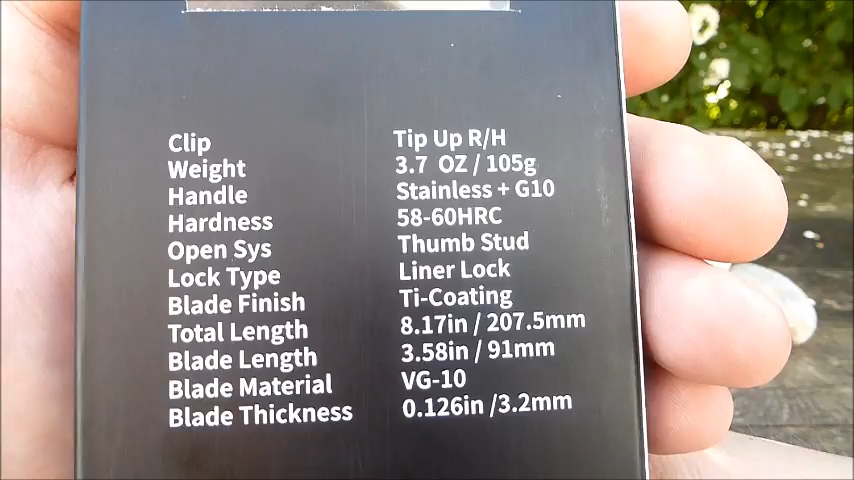 Clip Tip Up R/H
Weight 3.7 OZ / 105g
Handle Stainless + G10
Hardness 58-60HRC
Open Sys Thumb Stud
Lock Type Liner Lock
Blade Finish Ti-Coating
Total Length 8.17in / 207.5mm
Blade Length 3.58in / 91mm
Blade Material VG-10
Blade Thickness 0.126in /3.2mm